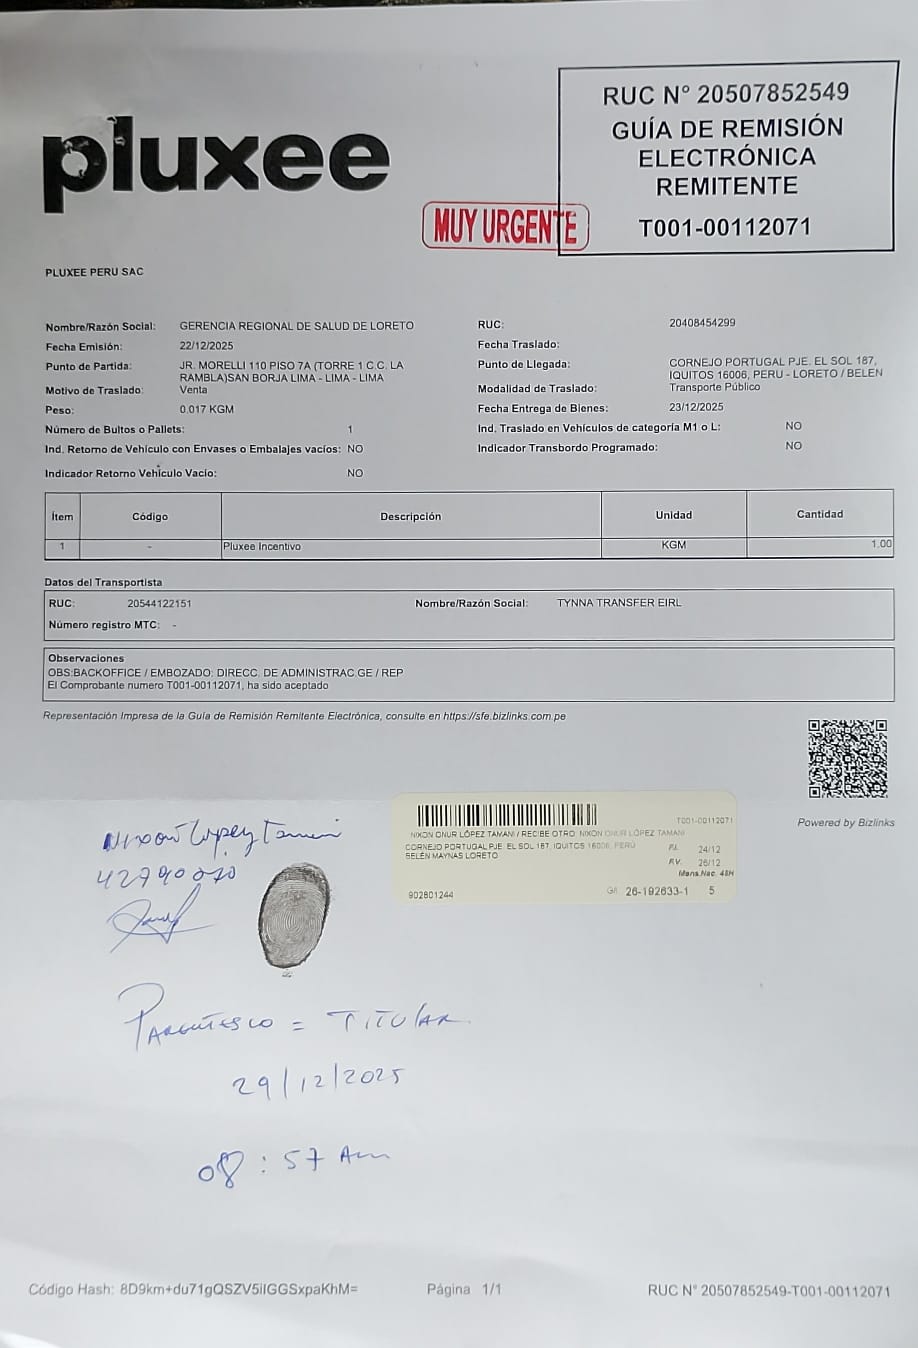 RUC N° 20507852549
GUÍA DE REMISIÓN
ELECTRÓNICA
REMITENTE
T001-00112071
pluxee
MUY URGENTE
PLUXEE PERU SAC
Nombre/Razón Social: GERENCIA REGIONAL DE SALUD DE LORETO
Fecha Emisión: 22/12/2025
Punto de Partida: JR. MORELLI 110 PISO 7A (TORRE 1 C.C. LA
RAMBLA)SAN BORJA LIMA - LIMA - LIMA
Motivo de Traslado: Venta
Peso: 0.017 KGM
Número de Bultos o Pallets: 1
Ind. Retorno de Vehículo con Envases o Embalajes vacíos: NO
Indicador Retorno Vehículo Vacío: NO
RUC: 20408454299
Fecha Traslado:
Punto de Llegada: CORNEJO PORTUGAL PJE. EL SOL 187,
IQUITOS 16006, PERU - LORETO / BELEN
Modalidad de Traslado: Transporte Público
Fecha Entrega de Bienes: 23/12/2025
Ind. Traslado en Vehículos de categoría M1 o L: NO
Indicador Transbordo Programado: NO
Ítem Código Descripción Unidad Cantidad
1 - Pluxee Incentivo KGM 1.00
Datos del Transportista
RUC: 20544122151 Nombre/Razón Social: TYNNA TRANSFER EIRL
Número registro MTC: -
Observaciones
OBS:BACKOFFICE / EMBOZADO: DIRECC. DE ADMINISTRAC.GE / REP
El Comprobante numero T001-00112071, ha sido aceptado
Representación Impresa de la Guía de Remisión Remitente Electrónica, consulte en https://sfe.bizlinks.com.pe
Powered by Bizlinks
T001-00112071
NIXON ONUR LÓPEZ TAMANI / RECIBE OTRO: NIXON ONUR LÓPEZ TAMANI
CORNEJO PORTUGAL PJE. EL SOL 187, IQUITOS 16006, PERÚ
BELEN MAYNAS LORETO
24/12
F.V. 26/12
Mens.Nac. 48H
902801244
26-192633-1 5
Nixon Lopez Tamani
42790070
Parentesco = Titular
29/12/2025
08:57 Am
Código Hash: 8D9km+du71gQSZV5iIGGSxpaKhM=
Página 1/1
RUC N° 20507852549-T001-00112071